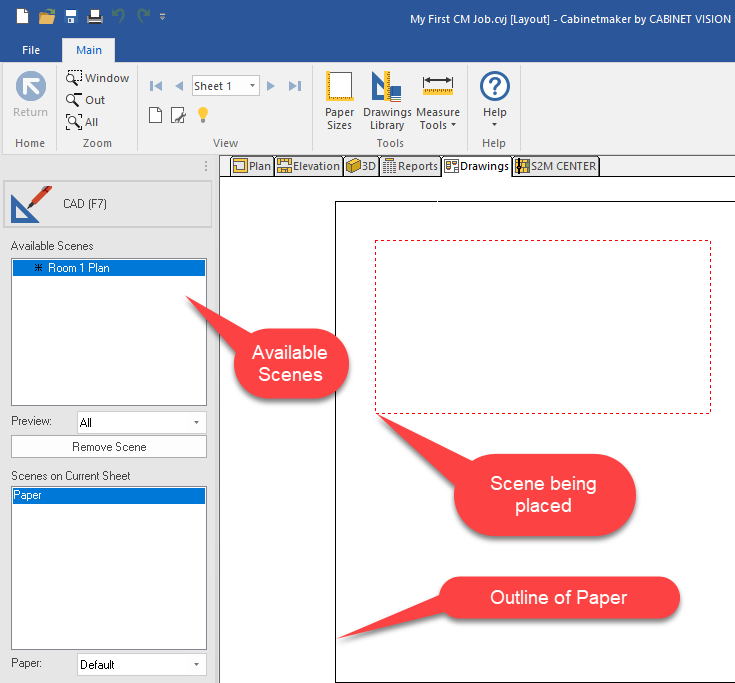 My First CM Job.cvj [Layout] - Cabinetmaker by CABINET VISION
File
Main
Return
Home
Window
Out
All
Zoom
Sheet 1
View
Paper
Sizes
Drawings
Library
Measure
Tools
Tools
Help
Help
Plan
Elevation
3D
Reports
Drawings
S2M CENTER
CAD (F7)
Available Scenes
Room 1 Plan
Preview:
All
Remove Scene
Scenes on Current Sheet
Paper
Paper:
Default
Available
Scenes
Scene being
placed
Outline of Paper